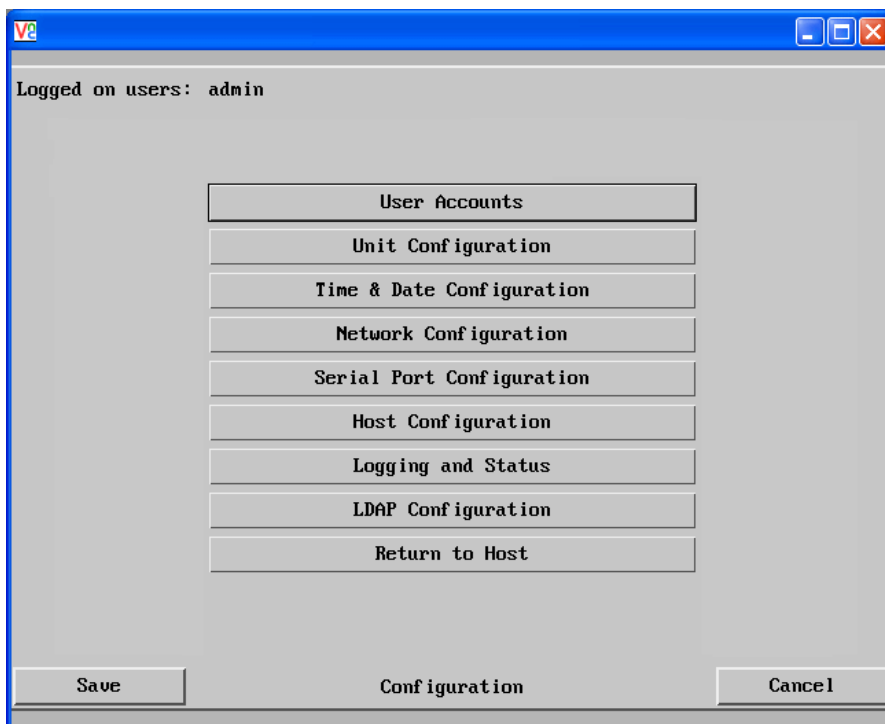 Logged on users: admin
User Accounts
Unit Configuration
Time & Date Configuration
Network Configuration
Serial Port Configuration
Host Configuration
Logging and Status
LDAP Configuration
Return to Host
Save Configuration Cancel